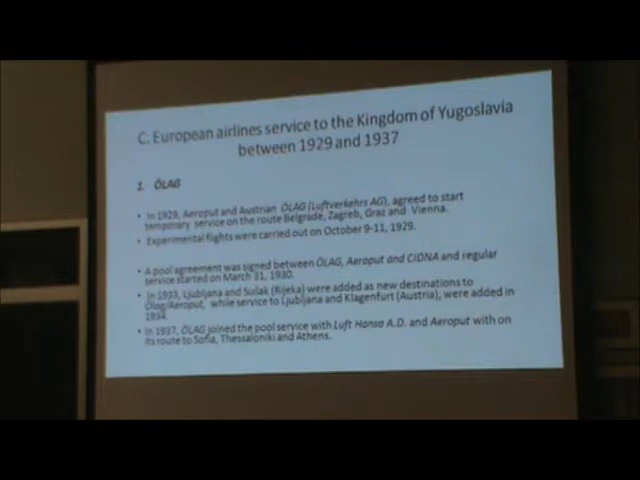 C. European airlines service to the Kingdom of Yugoslavia
between 1929 and 1937
1. ÖLAG
• In 1929, Aeroput and Austrian ÖLAG (Luftverkehrs AG), agreed to start
temporary service on the route Belgrade, Zagreb, Graz and Vienna.
• Experimental flights were carried out on October 9-11, 1929.
• A pool agreement was signed between ÖLAG, Aeroput and CIDNA and regular
service started on March 31, 1930.
• In 1933, Ljubljana and Sušak (Rijeka) were added as new destinations to
Ölag/Aeroput, while service to Ljubljana and Klagenfurt (Austria), were added in
1934.
• In 1937, ÖLAG joined the pool service with Luft Hansa A.D. and Aeroput with on
its route to Sofia, Thessaloniki and Athens.